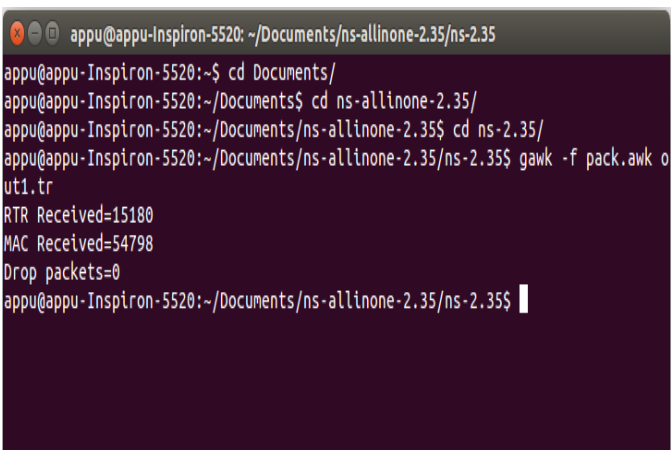 appu@appu-Inspiron-5520: ~/Documents/ns-allinone-2.35/ns-2.35
appu@appu-Inspiron-5520:~$ cd Documents/
appu@appu-Inspiron-5520:~/Documents$ cd ns-allinone-2.35/
appu@appu-Inspiron-5520:~/Documents/ns-allinone-2.35$ cd ns-2.35/
appu@appu-Inspiron-5520:~/Documents/ns-allinone-2.35/ns-2.35$ gawk -f pack.awk o
ut1.tr
RTR Received=15180
MAC Received=54798
Drop packets=0
appu@appu-Inspiron-5520:~/Documents/ns-allinone-2.35/ns-2.35$